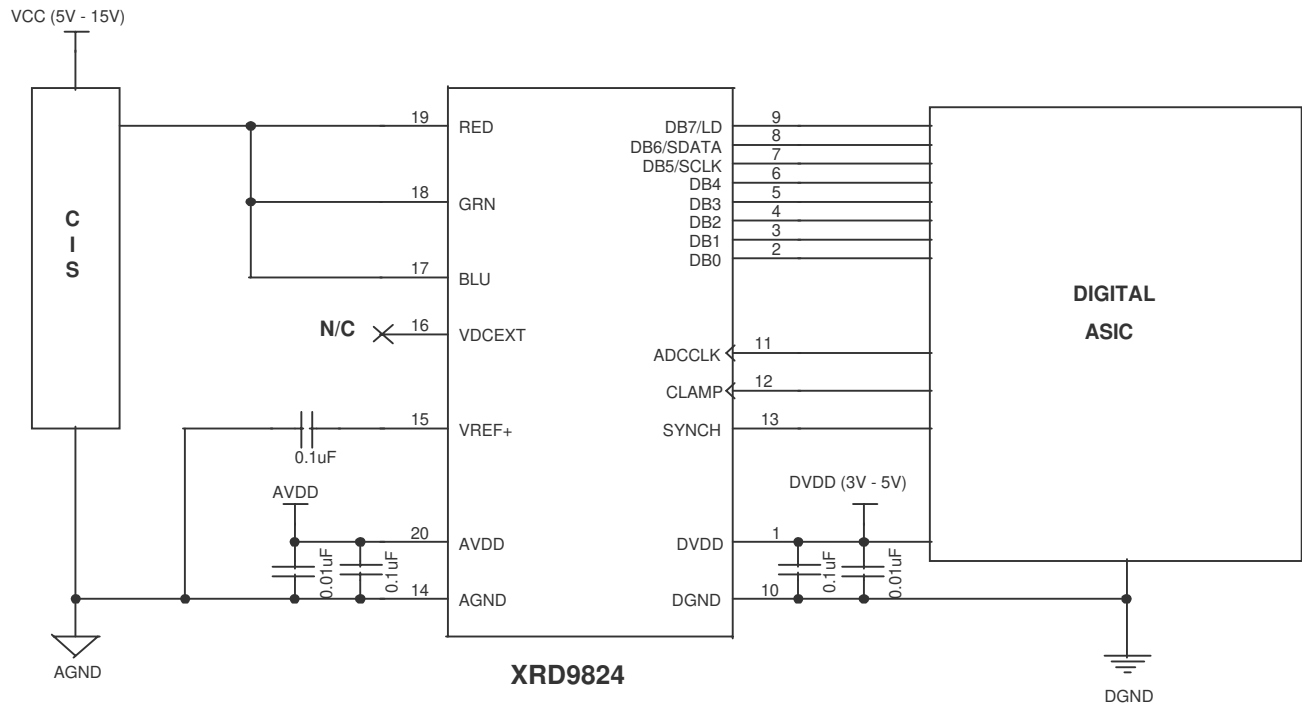 VCC (5V - 15V)
C
I
S
19
RED
18
GRN
17
BLU
N/C
16
VDCEXT
15
VREF+
0.1uF
AVDD
20
AVDD
0.01uF
0.1uF
14
AGND
AGND
DB7/LD
9
DB6/SDATA
8
DB5/SCLK
7
DB4
6
DB3
5
DB2
4
DB1
3
DB0
2
ADCCLK
11
CLAMP
12
SYNCH
13
DVDD (3V - 5V)
DVDD
1
0.1uF
0.01uF
DGND
10
DIGITAL
ASIC
DGND
XRD9824